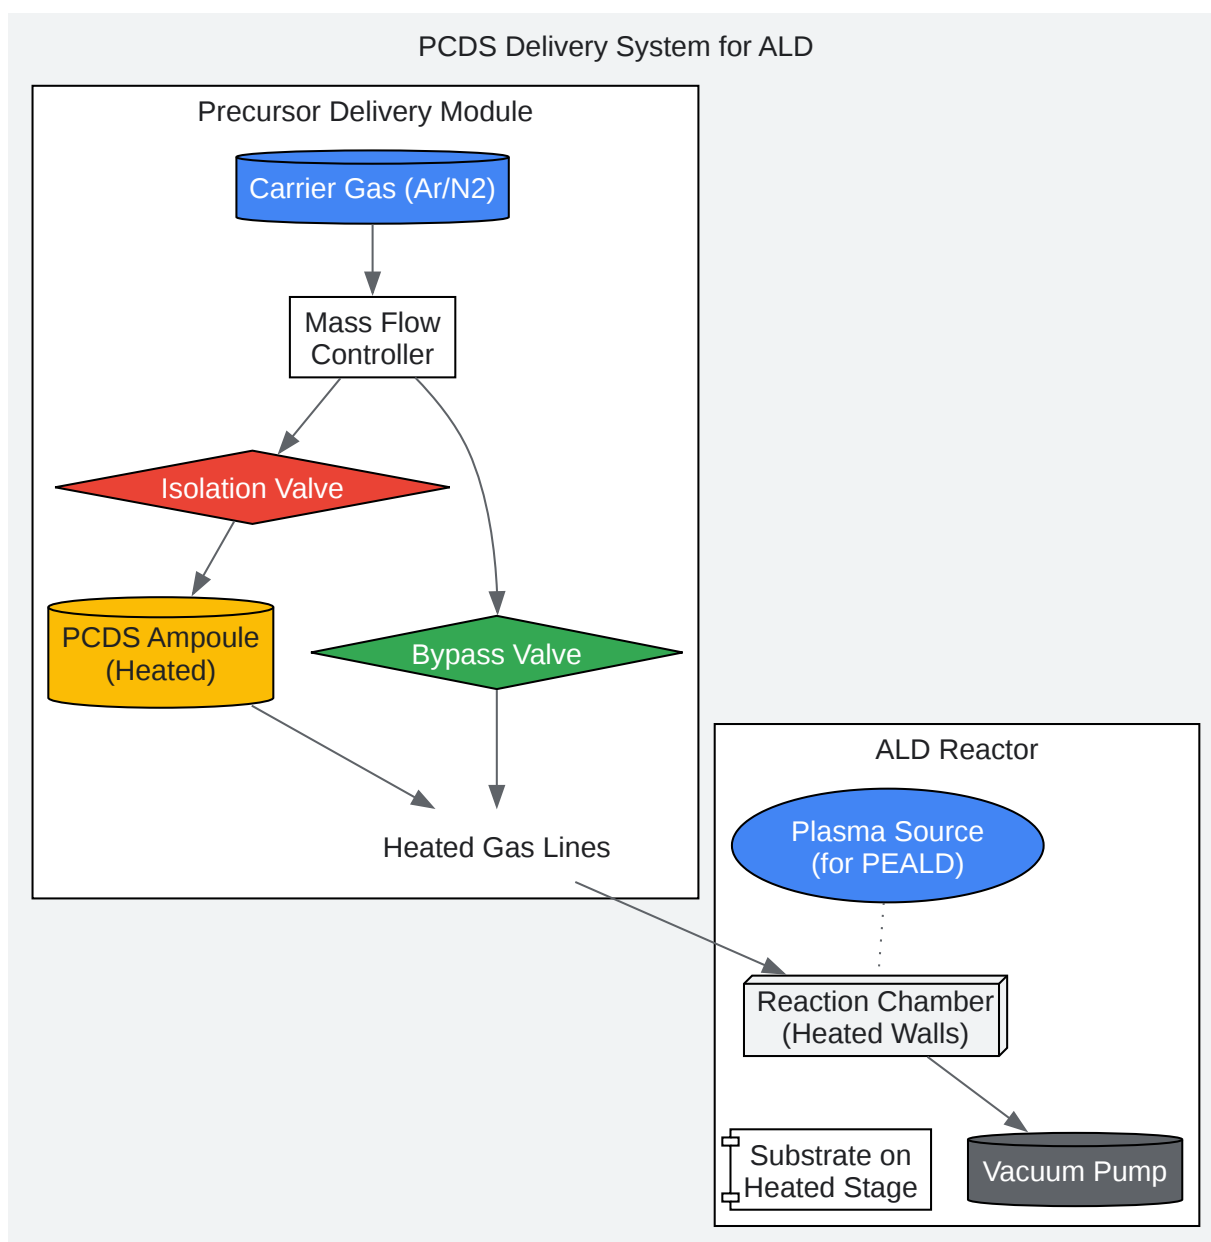 PCDS Delivery System for ALD
Precursor Delivery Module
Carrier Gas (Ar/N2)
Mass Flow
Controller
Isolation Valve
PCDS Ampoule
(Heated)
Bypass Valve
Heated Gas Lines
ALD Reactor
Plasma Source
(for PEALD)
Reaction Chamber
(Heated Walls)
Substrate on
Heated Stage
Vacuum Pump